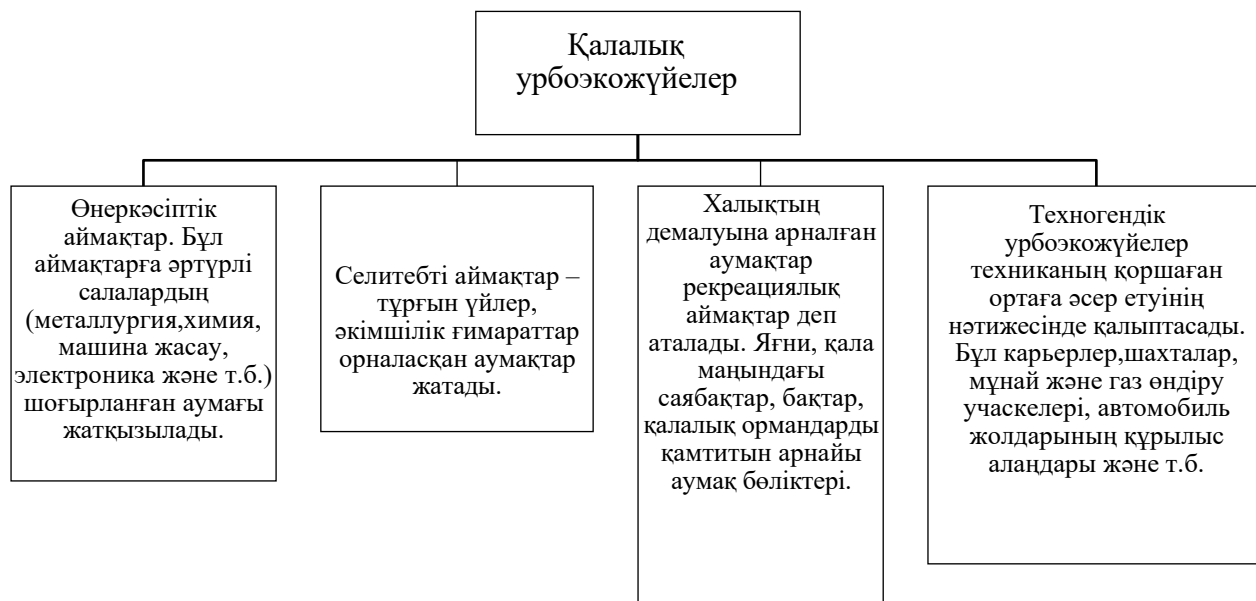 Қалалық
урбоэкожүйелер
Өнеркәсіптік
аймақтар. Бұл
аймақтарға әртүрлі
салалардың
(металлургия,химия,
машина жасау,
электроника және т.б.)
шоғырланған аумағы
жатқызылады.
Селитебті аймақтар –
тұрғын үйлер,
әкімшілік ғимараттар
орналасқан аумақтар
жатады.
Халықтың
демалуына арналған
аумақтар
рекреациялық
аймақтар деп
аталады. Яғни, қала
маңындағы
саябақтар, бақтар,
қалалық ормандарды
қамтитын арнайы
аумақ бөліктері.
Техногендік
урбоэкожүйелер
техниканың қоршаған
ортаға әсер етуінің
нәтижесінде қалыптасады.
Бұл карьерлер,шахталар,
мұнай және газ өндіру
учаскелері, автомобиль
жолдарының құрылыс
алаңдары және т.б.